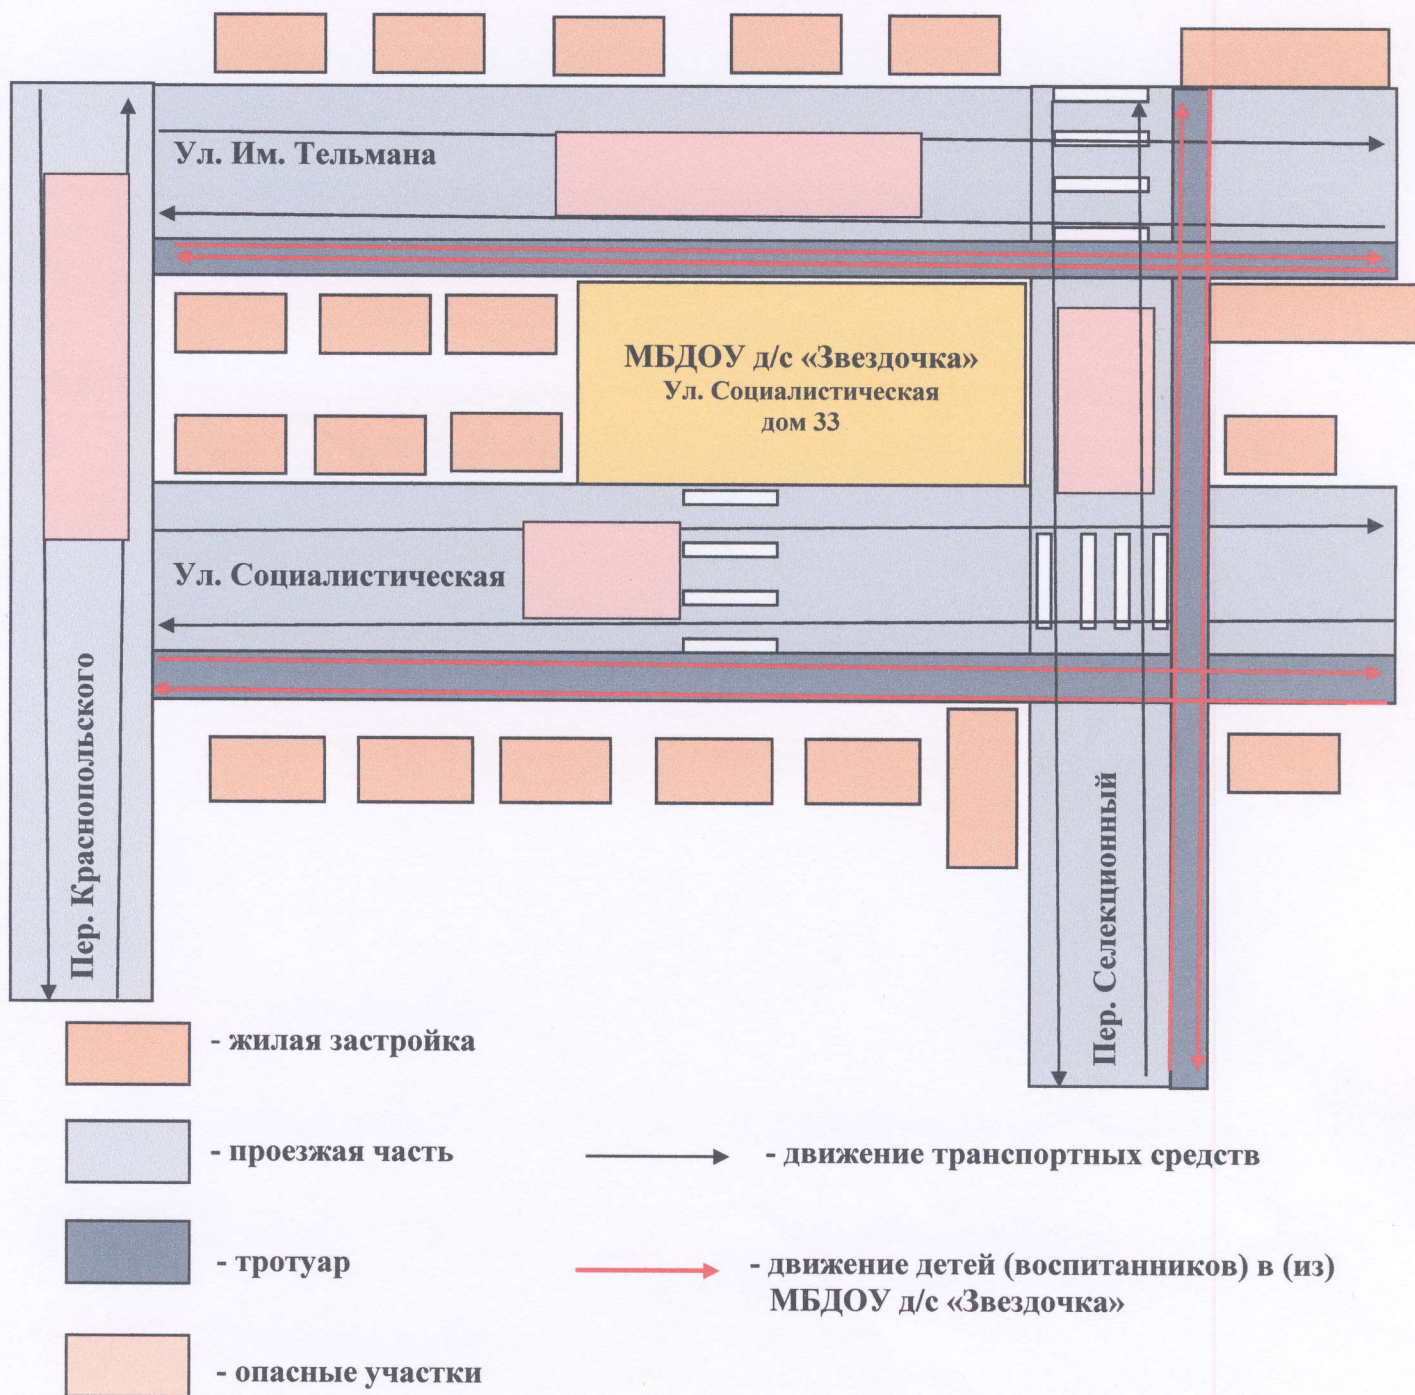 Ул. Им. Тельмана
МБДОУ д/с «Звездочка»
Ул. Социалистическая
дом 33
Ул. Социалистическая
Пер. Краснопольского
Пер. Селекционный
- жилая застройка
- проезжая часть
- движение транспортных средств
- тротуар
- движение детей (воспитанников) в (из)
МБДОУ д/с «Звездочка»
- опасные участки